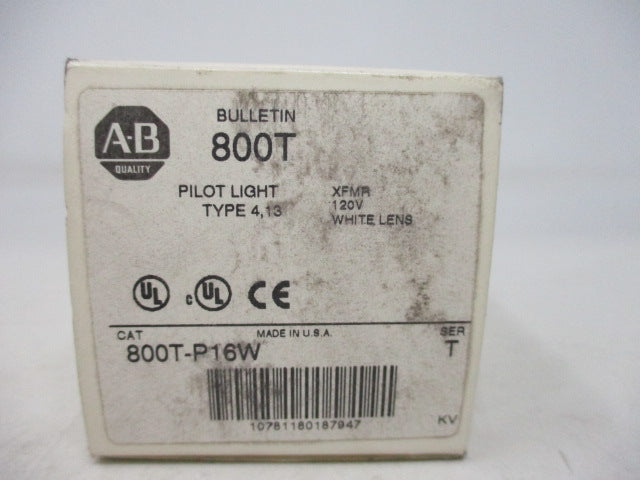 A-B
QUALITY
BULLETIN
800T
PILOT LIGHT
TYPE 4,13
XFMR
120V
WHITE LENS
UL
c UL CE
CAT
MADE IN U.S.A.
SER
800T-P16W
T
10781180187947
KV